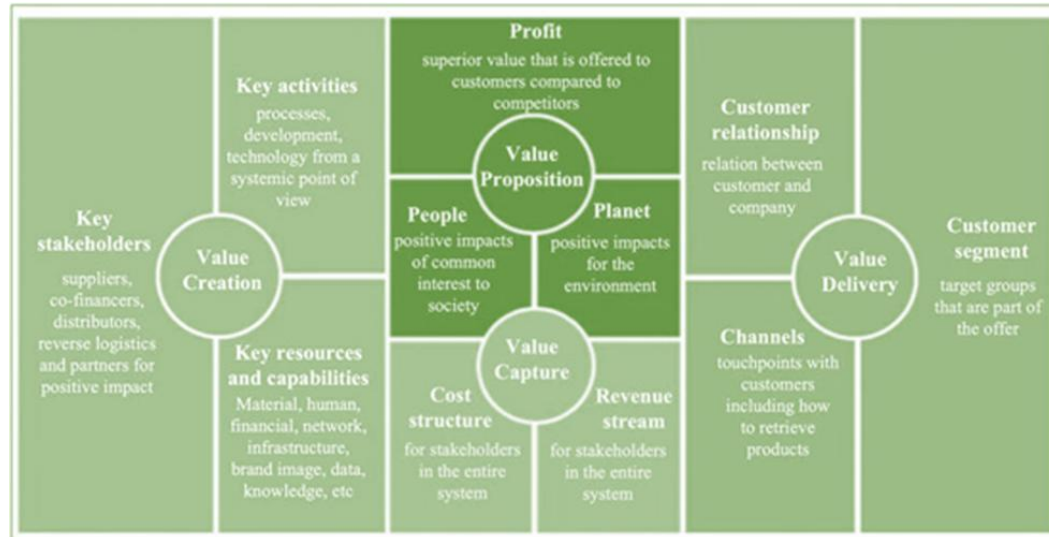 Key
stakeholders
suppliers,
co-financers,
distributors,
reverse logistics
and partners for
positive impact
Value
Creation
Key activities
processes,
development,
technology from a
systemic point of
view
Key resources
and capabilities
Material, human,
financial, network,
infrastructure,
brand image, data,
knowledge, etc
Profit
superior value that is offered to
customers compared to
competitors
Value
Proposition
People
positive impacts
of common
interest to
society
Planet
positive impacts
for the
environment
Value
Capture
Cost
structure
for stakeholders
in the entire
system
Revenue
stream
for stakeholders
in the entire
system
Customer
relationship
relation between
customer and
company
Channels
touchpoints with
customers
including how
to retrieve
products
Value
Delivery
Customer
segment
target groups
that are part of
the offer